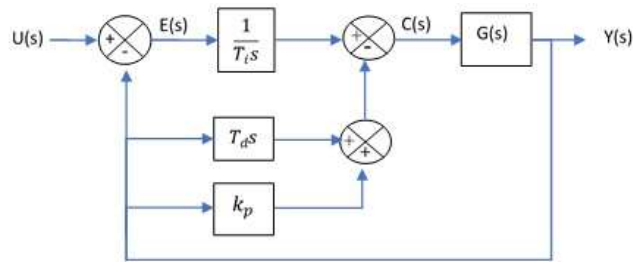 U(s) + - E(s) 1/(T_i s) + - C(s) G(s) Y(s)
T_d s + +
k_p